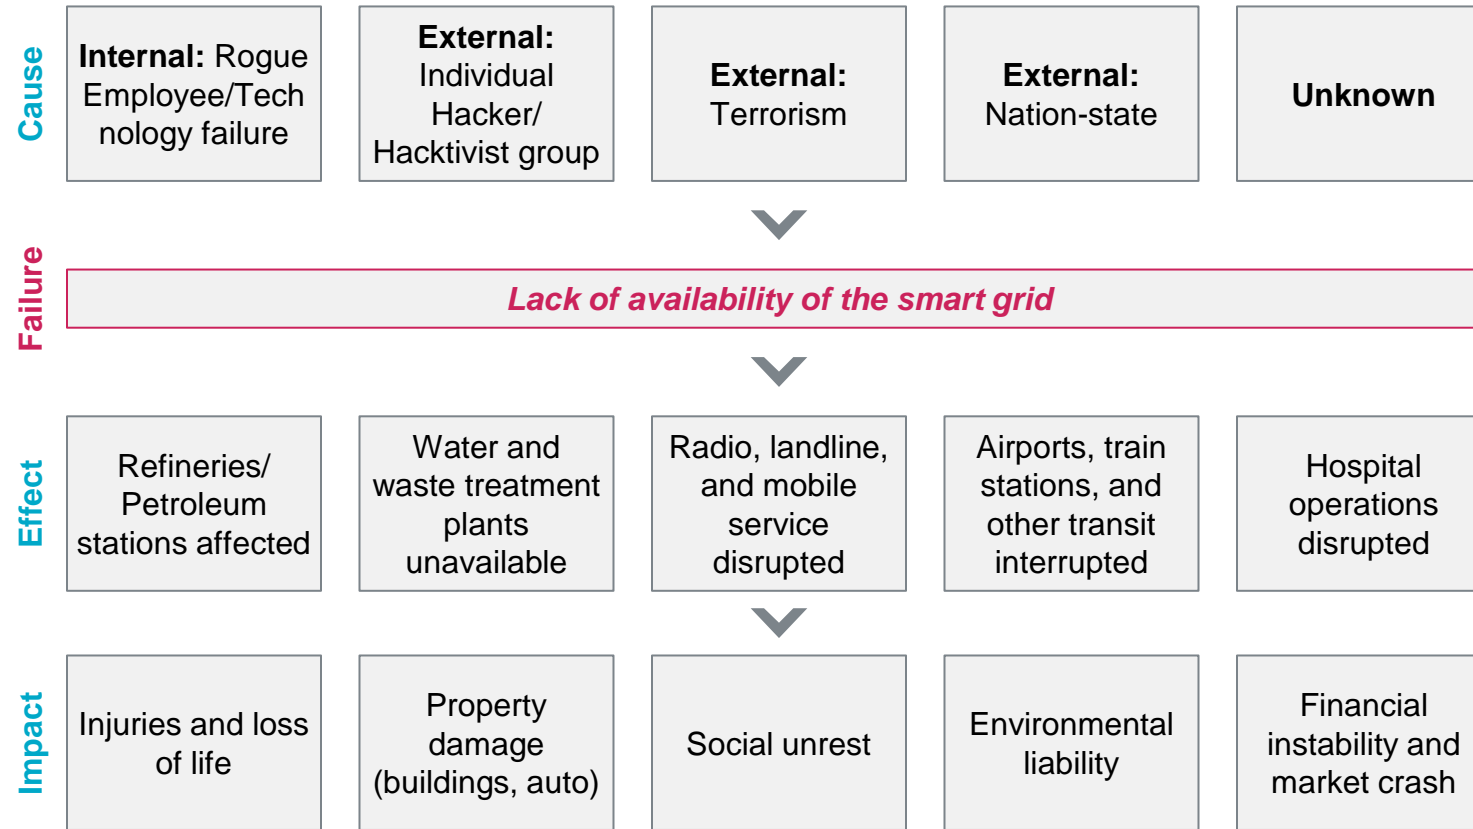 Cause
Internal: Rogue
Employee/Tech
nology failure
External:
Individual
Hacker/
Hacktivist group
External:
Terrorism
External:
Nation-state
Unknown
Failure
Lack of availability of the smart grid
Effect
Refineries/
Petroleum
stations affected
Water and
waste treatment
plants
unavailable
Radio, landline,
and mobile
service
disrupted
Airports, train
stations, and
other transit
interrupted
Hospital
operations
disrupted
Impact
Injuries and loss
of life
Property
damage
(buildings, auto)
Social unrest
Environmental
liability
Financial
instability and
market crash